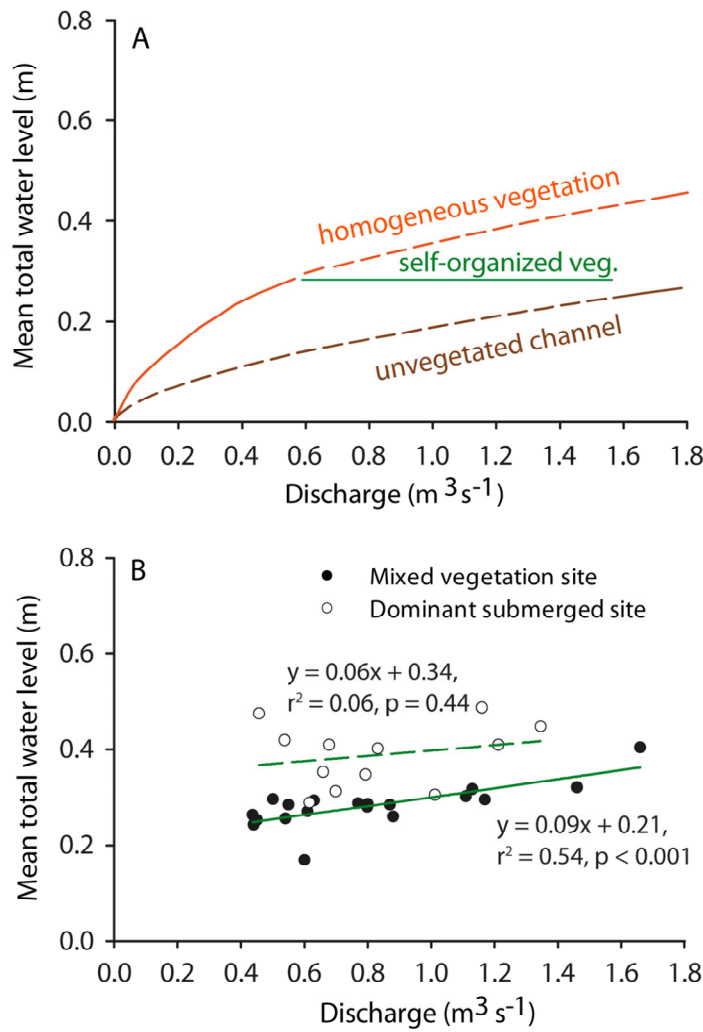 A
Mean total water level (m)
0.8
0.6
0.4
0.2
0.0
homogeneous vegetation
self-organized veg.
unvegetated channel
0.0 0.2 0.4 0.6 0.8 1.0 1.2 1.4 1.6 1.8
Discharge (m³s⁻¹)
B
Mean total water level (m)
0.8
0.6
0.4
0.2
0.0
Mixed vegetation site
Dominant submerged site
y = 0.06x + 0.34,
r² = 0.06, p = 0.44
y = 0.09x + 0.21,
r² = 0.54, p < 0.001
0.0 0.2 0.4 0.6 0.8 1.0 1.2 1.4 1.6 1.8
Discharge (m³s⁻¹)